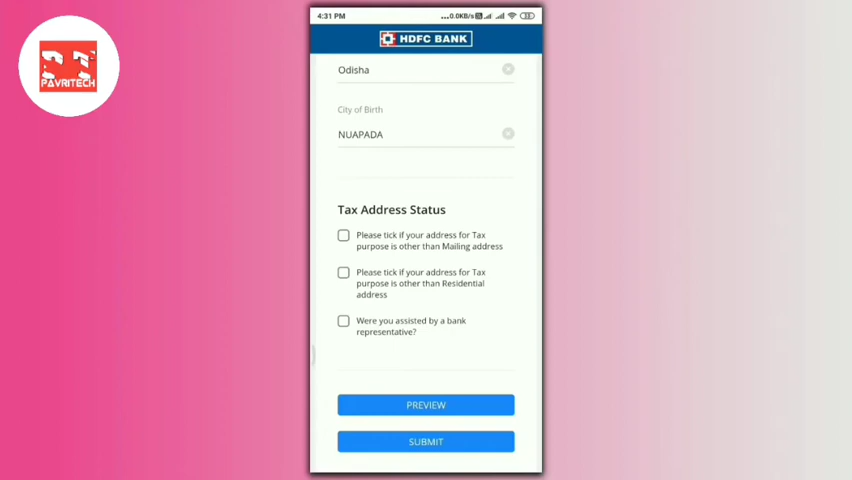 4:31 PM
...0.0KB/s
HDFC BANK
PAVRITECH
Odisha
City of Birth
NUAPADA
Tax Address Status
Please tick if your address for Tax
purpose is other than Mailing address
Please tick if your address for Tax
purpose is other than Residential
address
Were you assisted by a bank
representative?
PREVIEW
SUBMIT